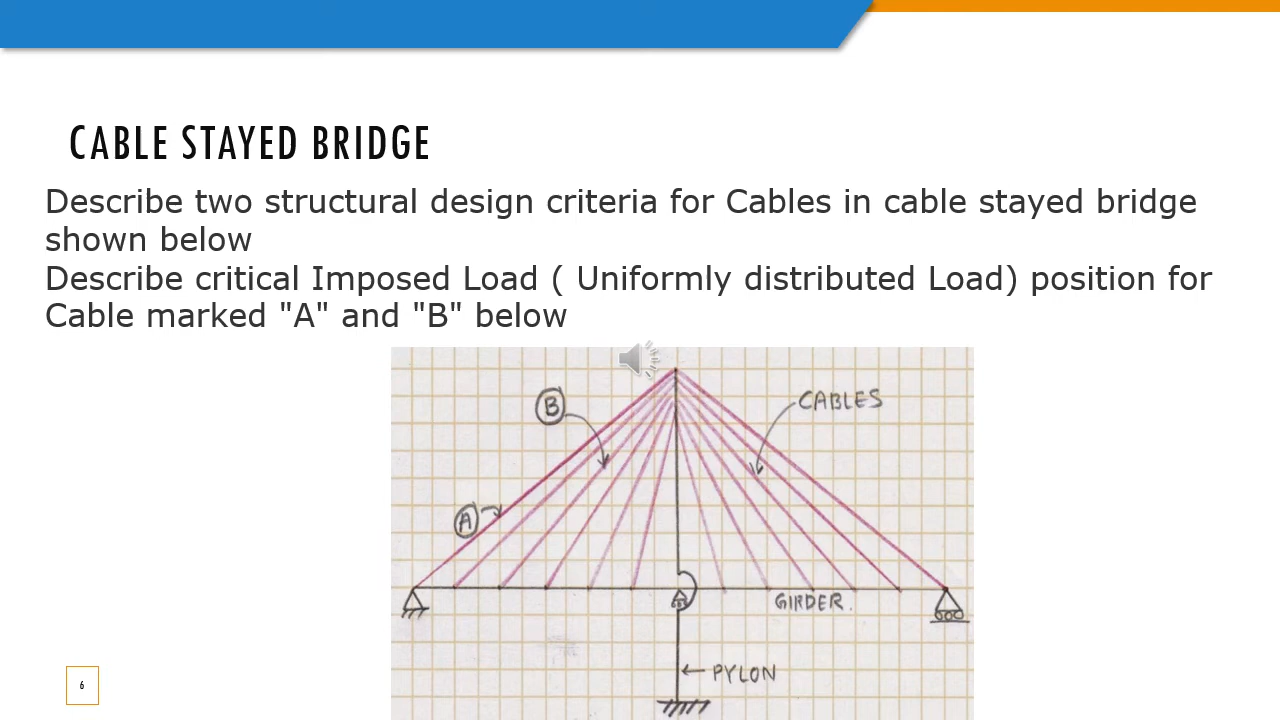 CABLE STAYED BRIDGE
Describe two structural design criteria for Cables in cable stayed bridge
shown below
Describe critical Imposed Load ( Uniformly distributed Load) position for
Cable marked "A" and "B" below
B
CABLES
A
GIRDER.
PYLON
6